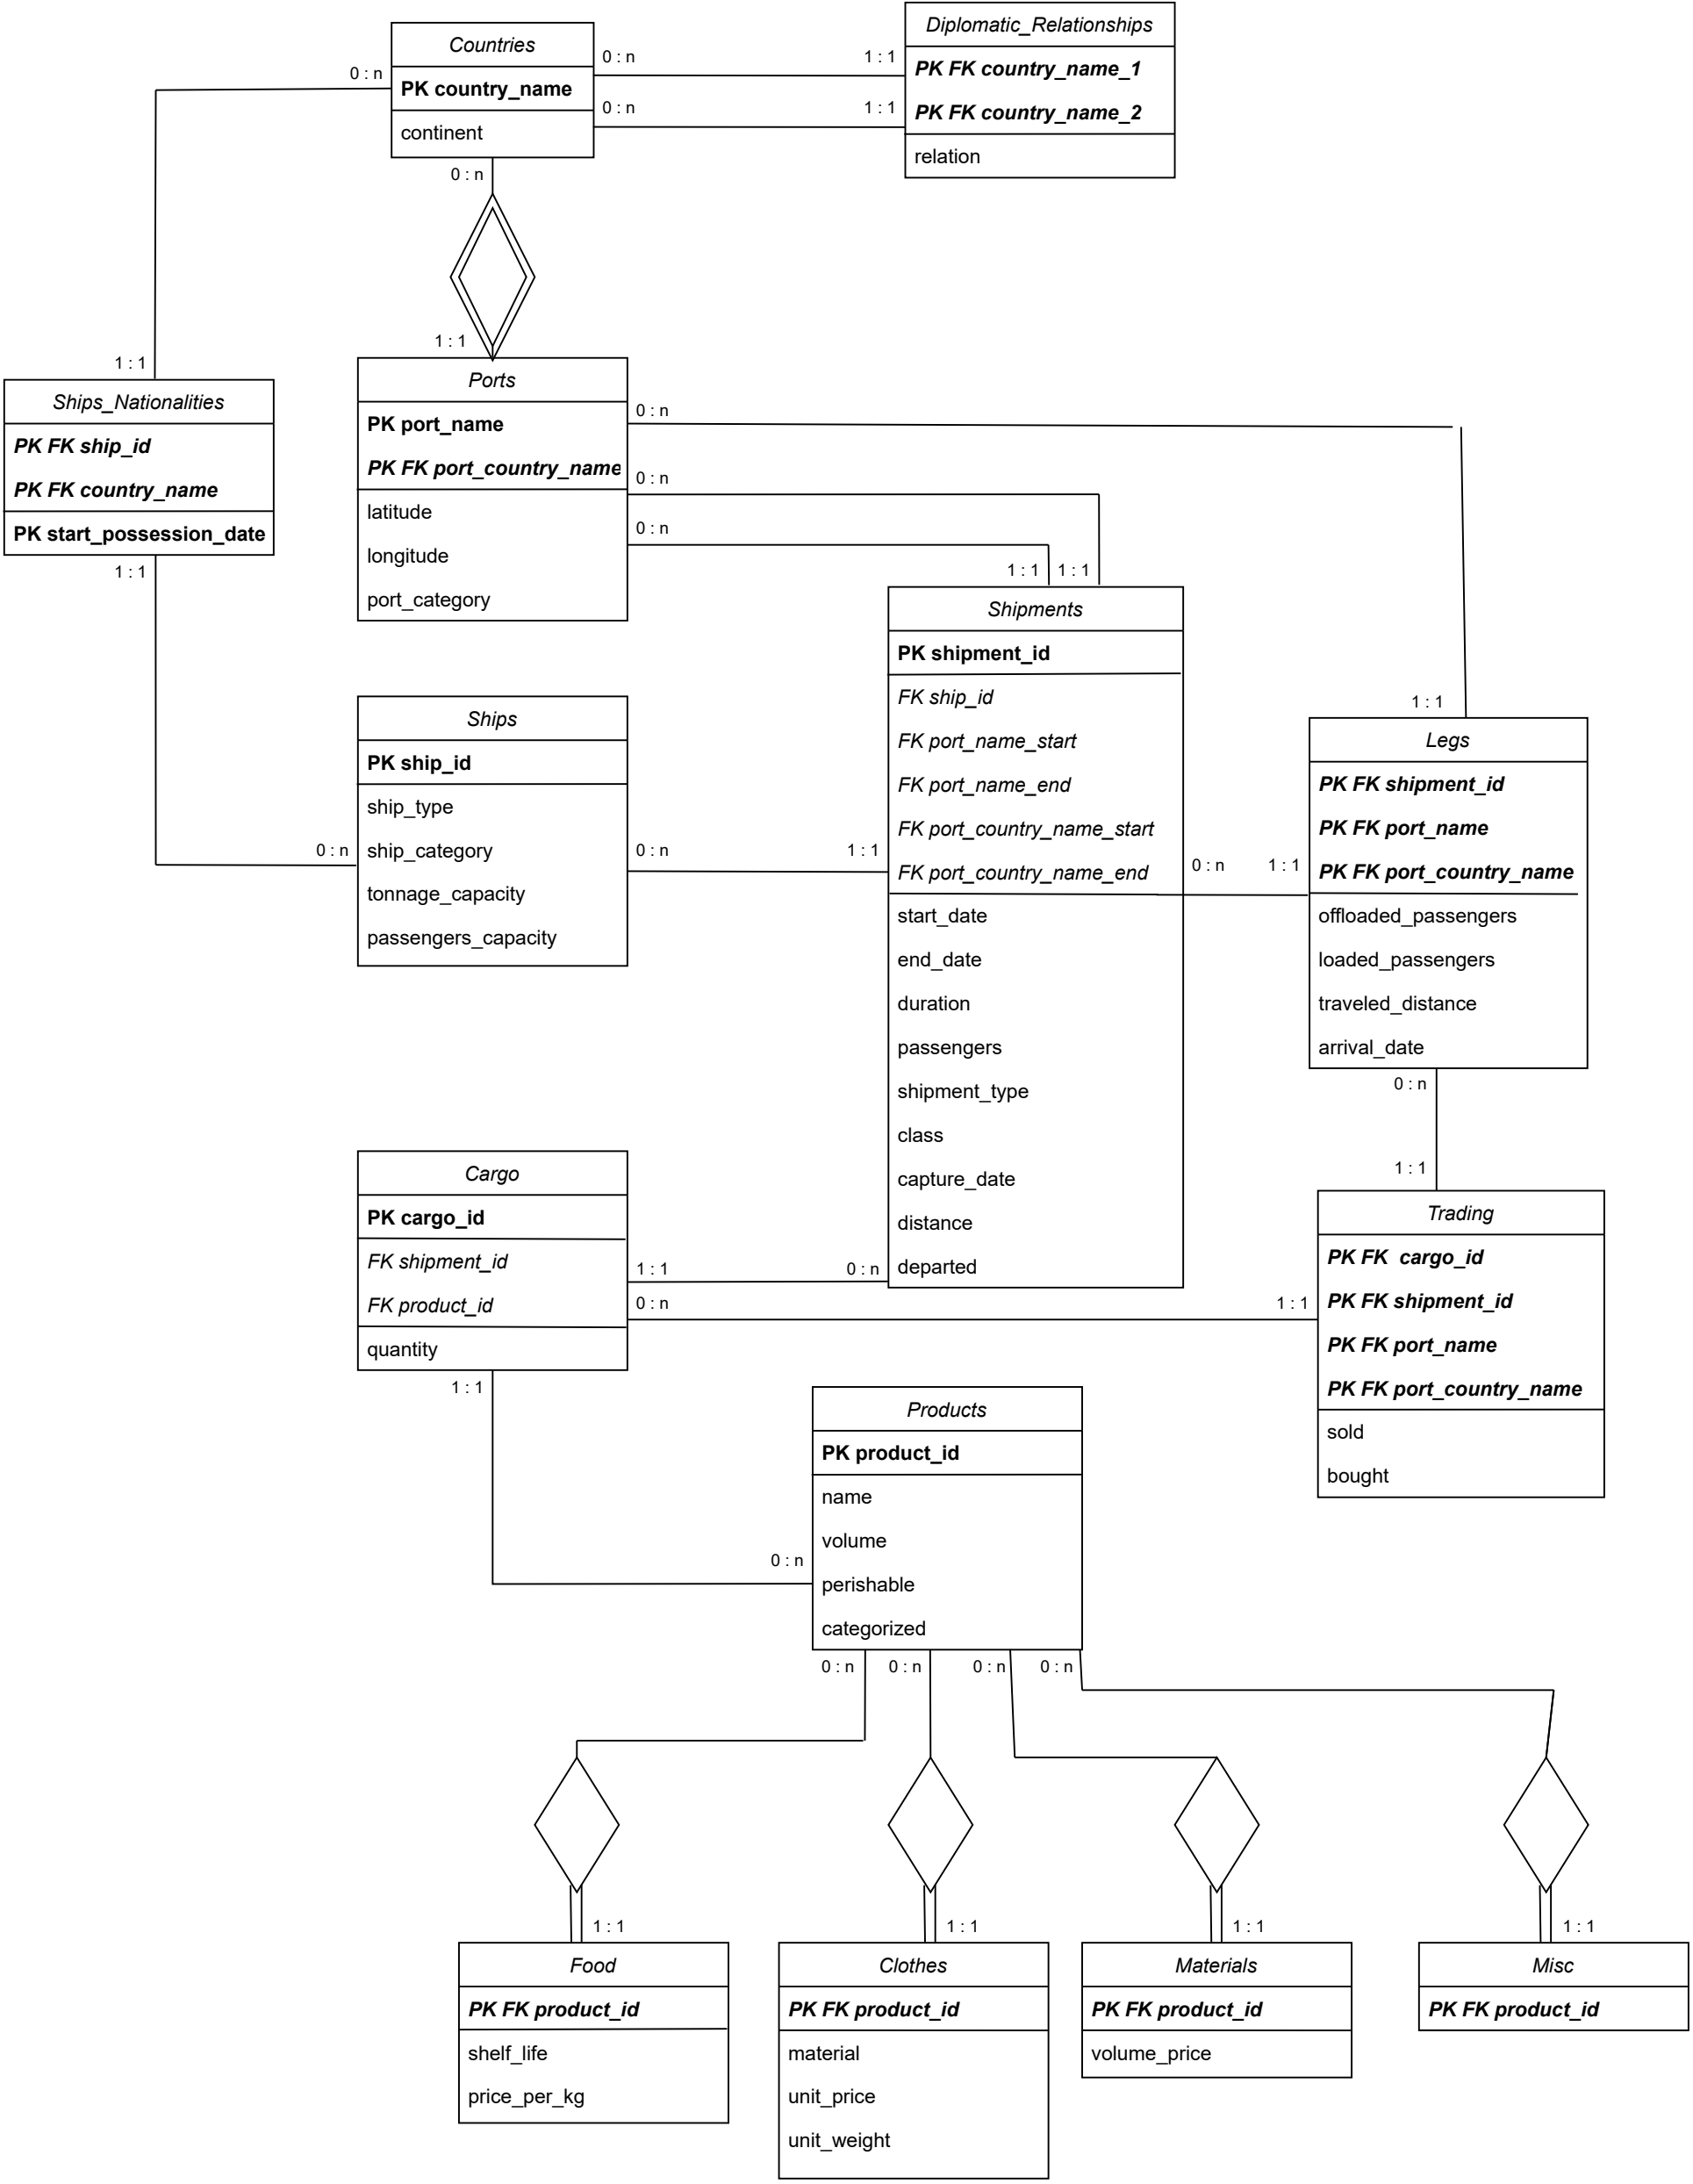 Countries
PK country_name
continent
Diplomatic_Relationships
PK FK country_name_1
PK FK country_name_2
relation
0 : n
1 : 1
0 : n
1 : 1
0 : n
0 : n
1 : 1
1 : 1
Ships_Nationalities
PK FK ship_id
PK FK country_name
PK start_possession_date
1 : 1
Ports
PK port_name
PK FK port_country_name
latitude
longitude
port_category
0 : n
0 : n
0 : n
1 : 1
1 : 1
1 : 1
Ships
PK ship_id
ship_type
ship_category
tonnage_capacity
passengers_capacity
0 : n
0 : n
1 : 1
Shipments
PK shipment_id
FK ship_id
FK port_name_start
FK port_name_end
FK port_country_name_start
FK port_country_name_end
start_date
end_date
duration
passengers
shipment_type
class
capture_date
distance
departed
0 : n
1 : 1
Legs
PK FK shipment_id
PK FK port_name
PK FK port_country_name
offloaded_passengers
loaded_passengers
traveled_distance
arrival_date
0 : n
1 : 1
Cargo
PK cargo_id
FK shipment_id
FK product_id
quantity
1 : 1
0 : n
0 : n
1 : 1
1 : 1
Trading
PK FK  cargo_id
PK FK shipment_id
PK FK port_name
PK FK port_country_name
sold
bought
Products
PK product_id
name
volume
perishable
categorized
0 : n
0 : n
0 : n
0 : n
0 : n
1 : 1
1 : 1
1 : 1
1 : 1
Food
PK FK product_id
shelf_life
price_per_kg
Clothes
PK FK product_id
material
unit_price
unit_weight
Materials
PK FK product_id
volume_price
Misc
PK FK product_id